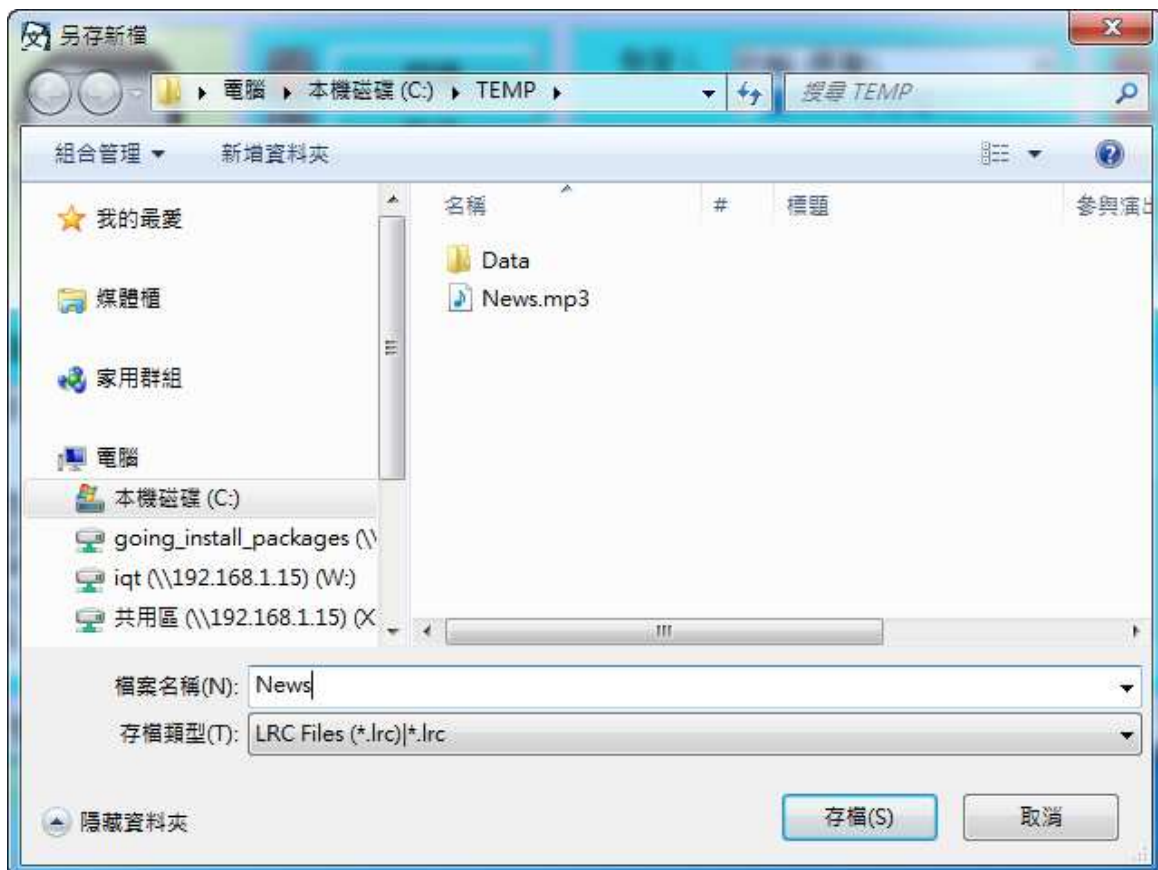 另存新檔
電腦 ▸ 本機磁碟 (C:) ▸ TEMP ▸
搜尋 TEMP
組合管理 ▼ 新增資料夾
名稱 # 標題 參與演出
我的最愛
Data
媒體櫃
News.mp3
家用群組
電腦
本機磁碟 (C:)
going_install_packages (\\
iqt (\\192.168.1.15) (W:)
共用區 (\\192.168.1.15) (X
檔案名稱(N): News
存檔類型(T): LRC Files (*.lrc)|*.lrc
隱藏資料夾
存檔(S) 取消